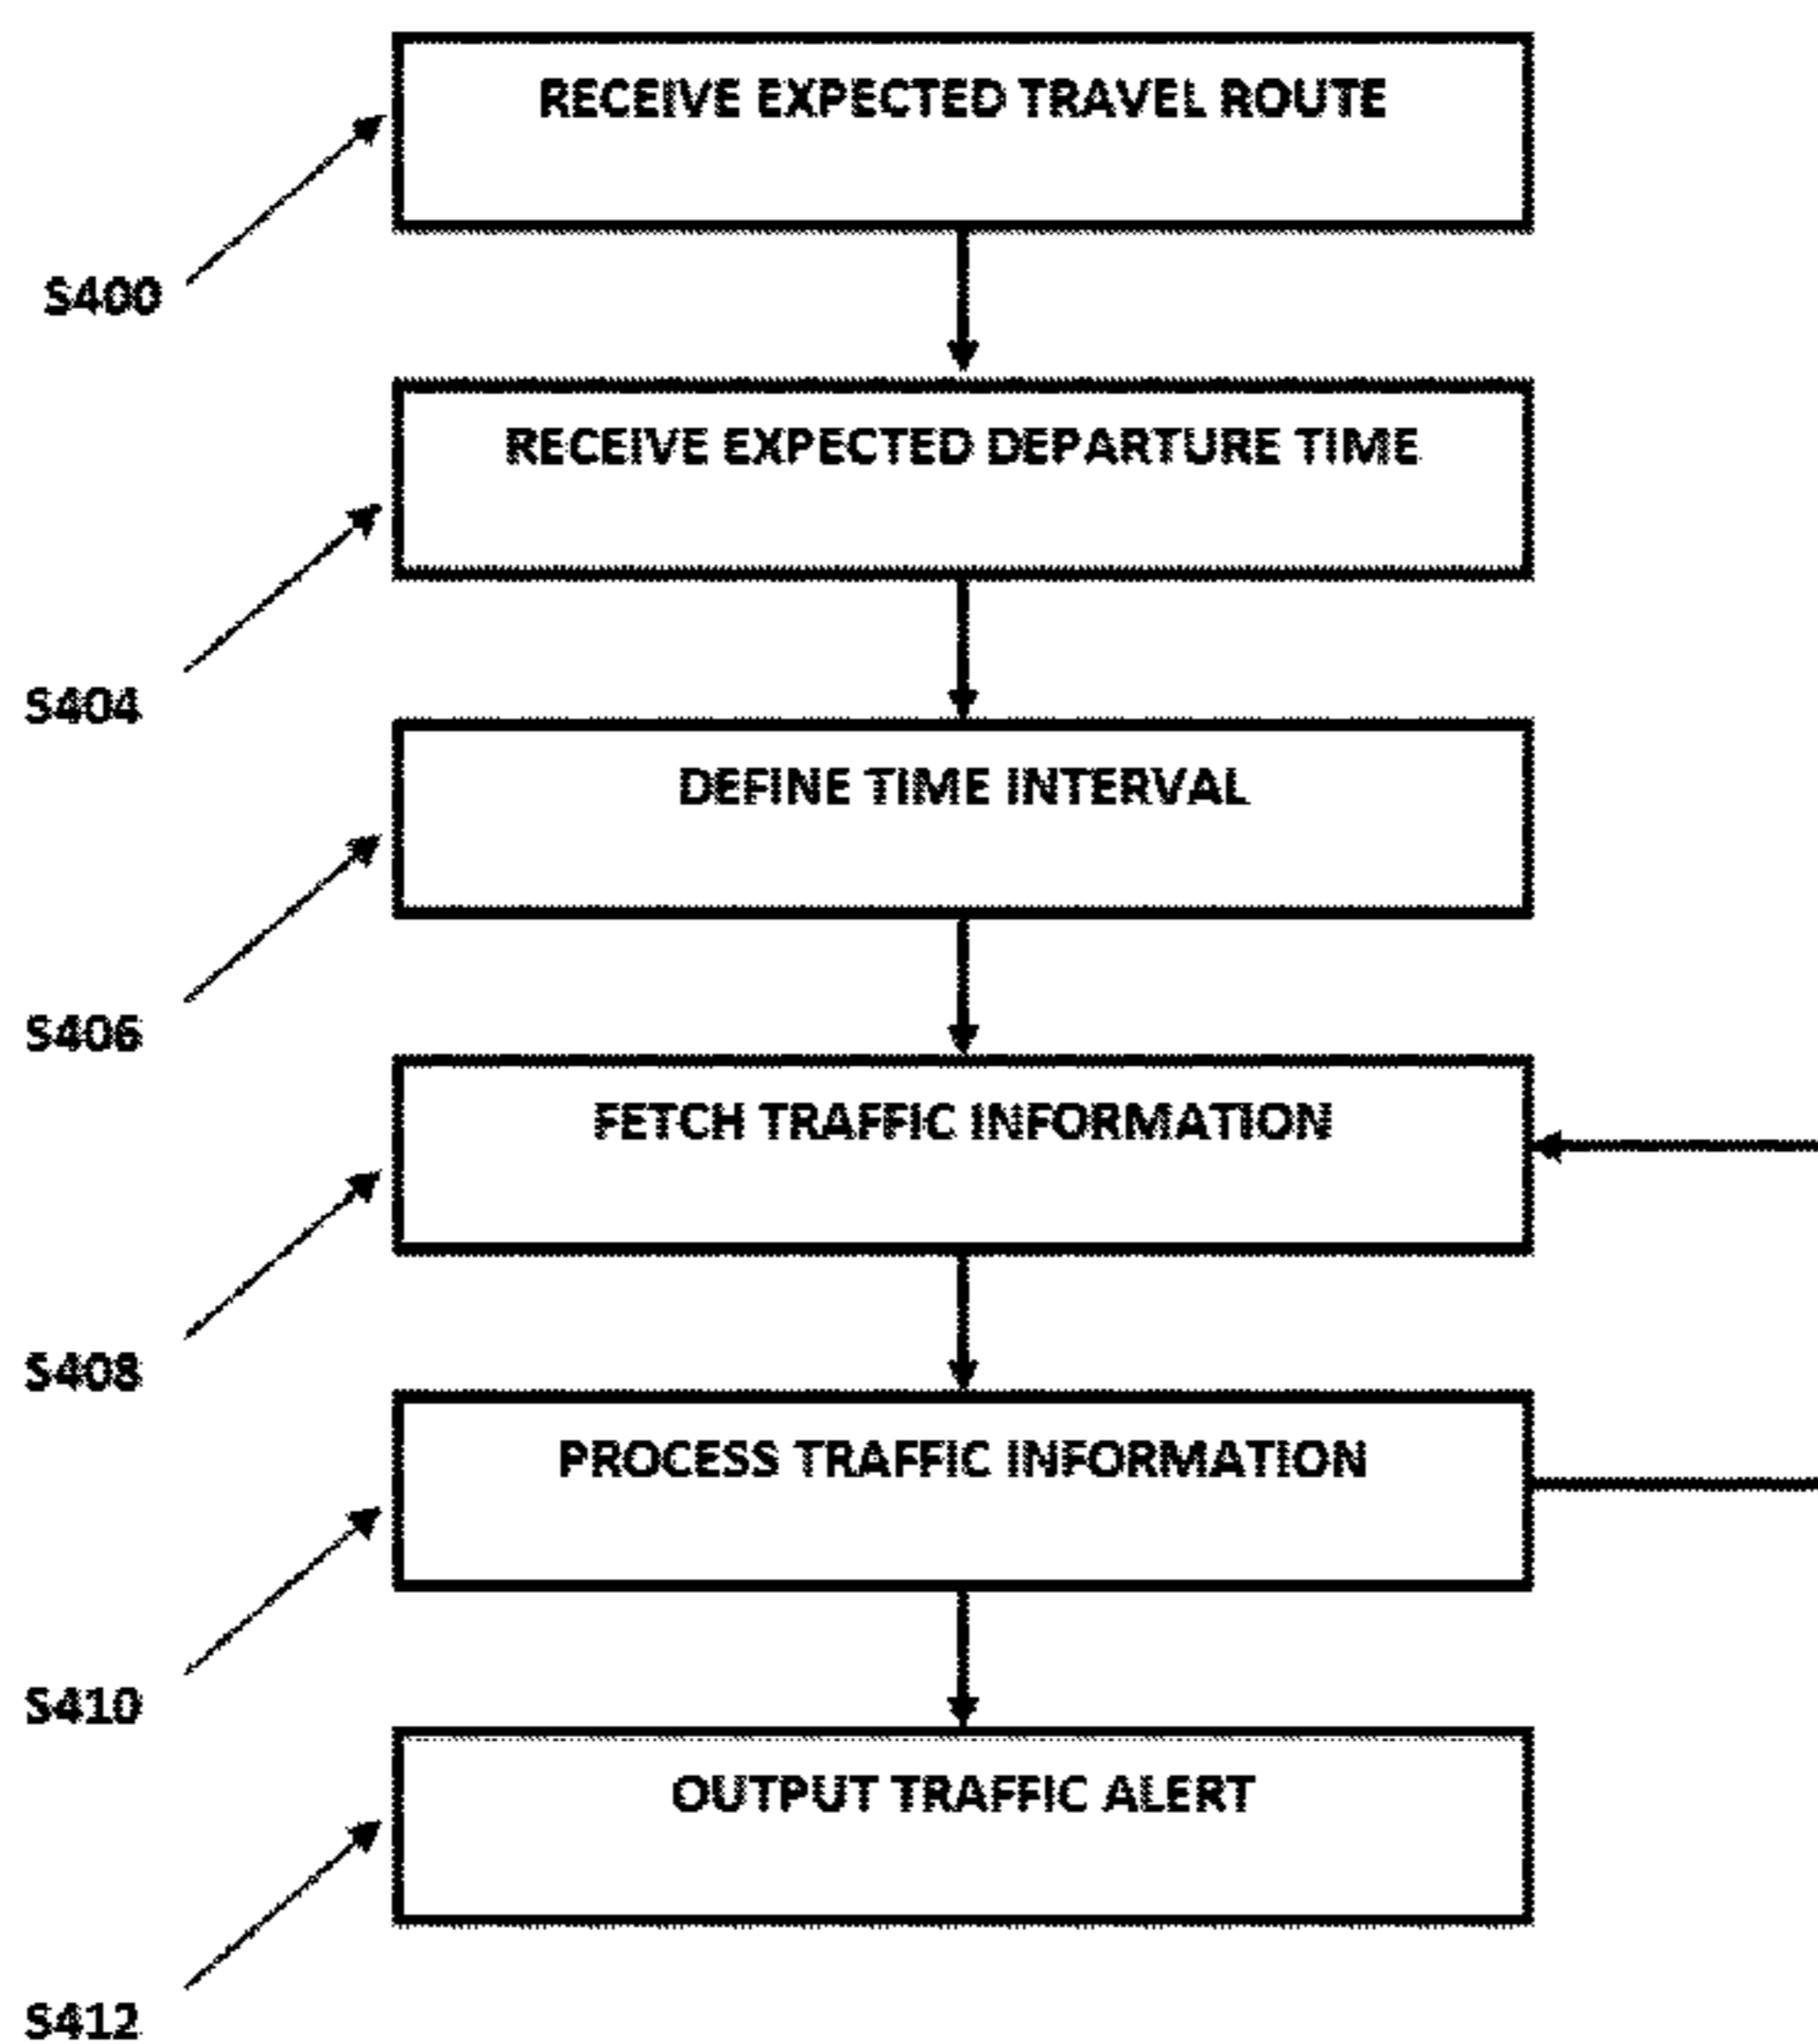 RECEIVE EXPECTED TRAVEL ROUTE
S400
RECEIVE EXPECTED DEPARTURE TIME
S404
DEFINE TIME INTERVAL
S406
FETCH TRAFFIC INFORMATION
S408
PROCESS TRAFFIC INFORMATION
S410
OUTPUT TRAFFIC ALERT
S412